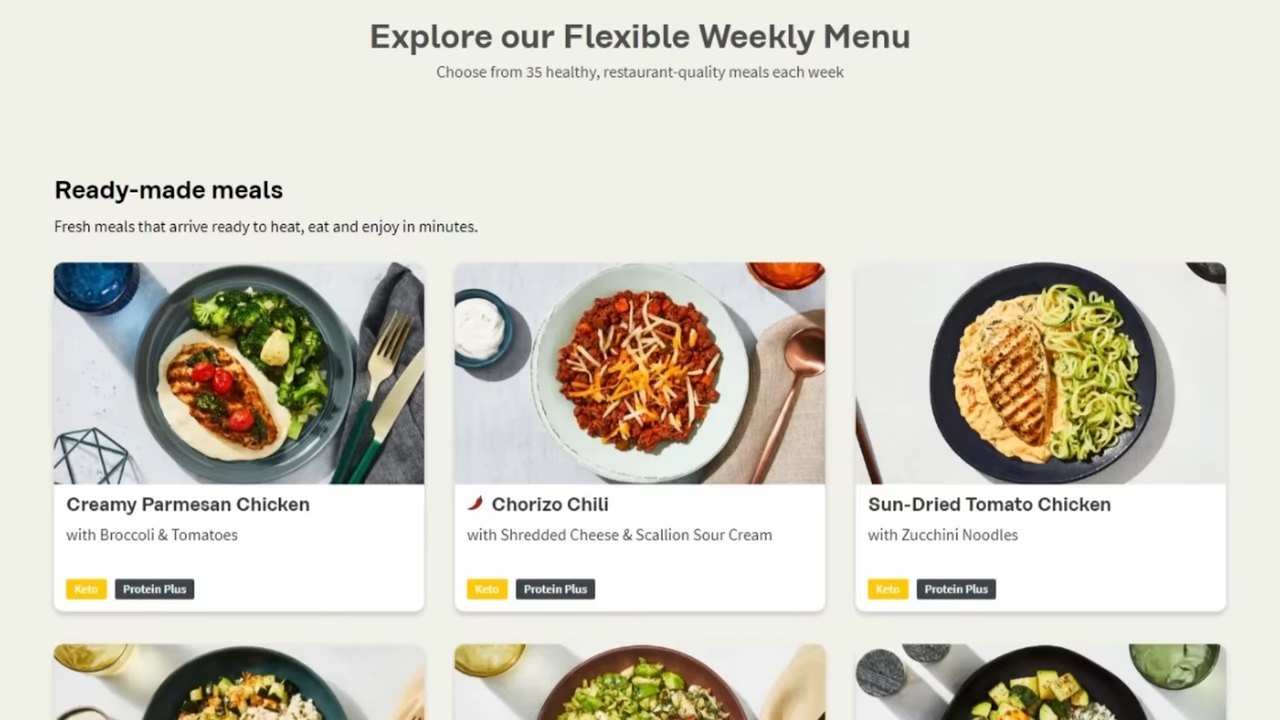 Explore our Flexible Weekly Menu
Choose from 35 healthy, restaurant-quality meals each week
Ready-made meals
Fresh meals that arrive ready to heat, eat and enjoy in minutes.
Creamy Parmesan Chicken
with Broccoli & Tomatoes
Keto Protein Plus
Chorizo Chili
with Shredded Cheese & Scallion Sour Cream
Keto Protein Plus
Sun-Dried Tomato Chicken
with Zucchini Noodles
Keto Protein Plus